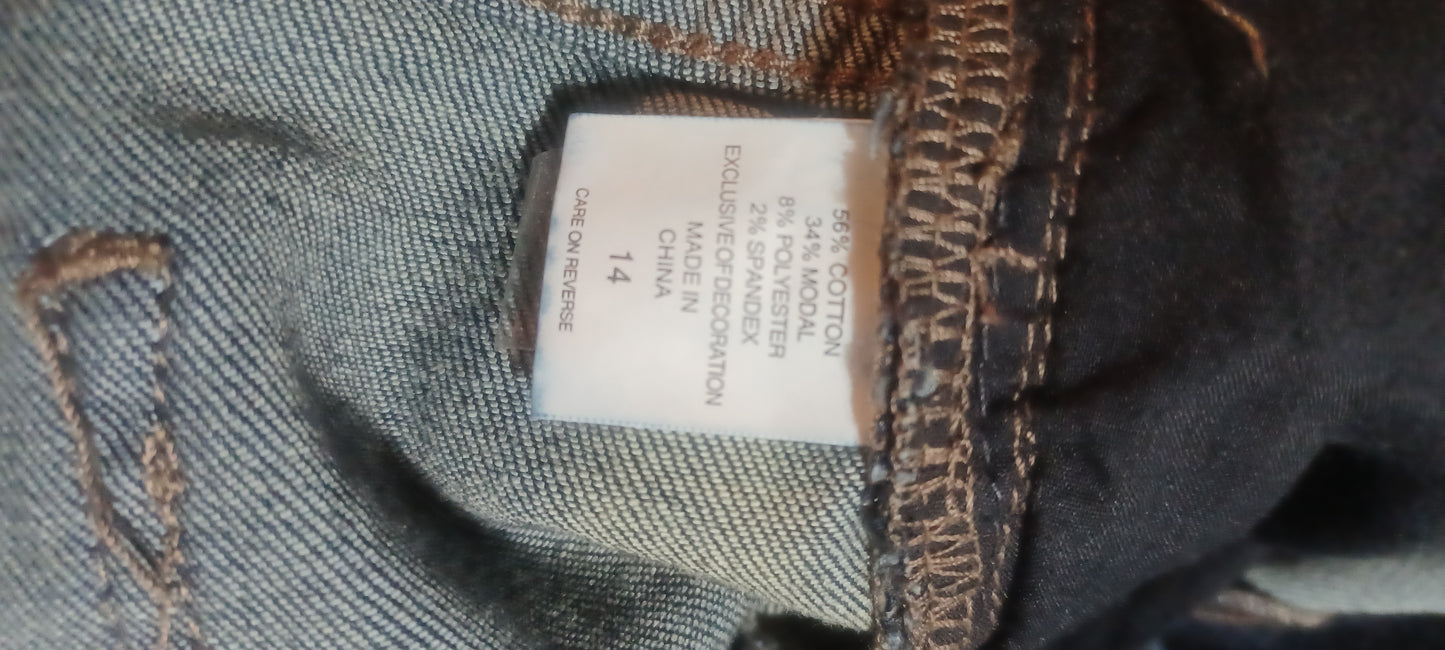 56% COTTON
34% MODAL
8% POLYESTER
2% SPANDEX
EXCLUSIVE OF DECORATION
MADE IN
CHINA
14
CARE ON REVERSE